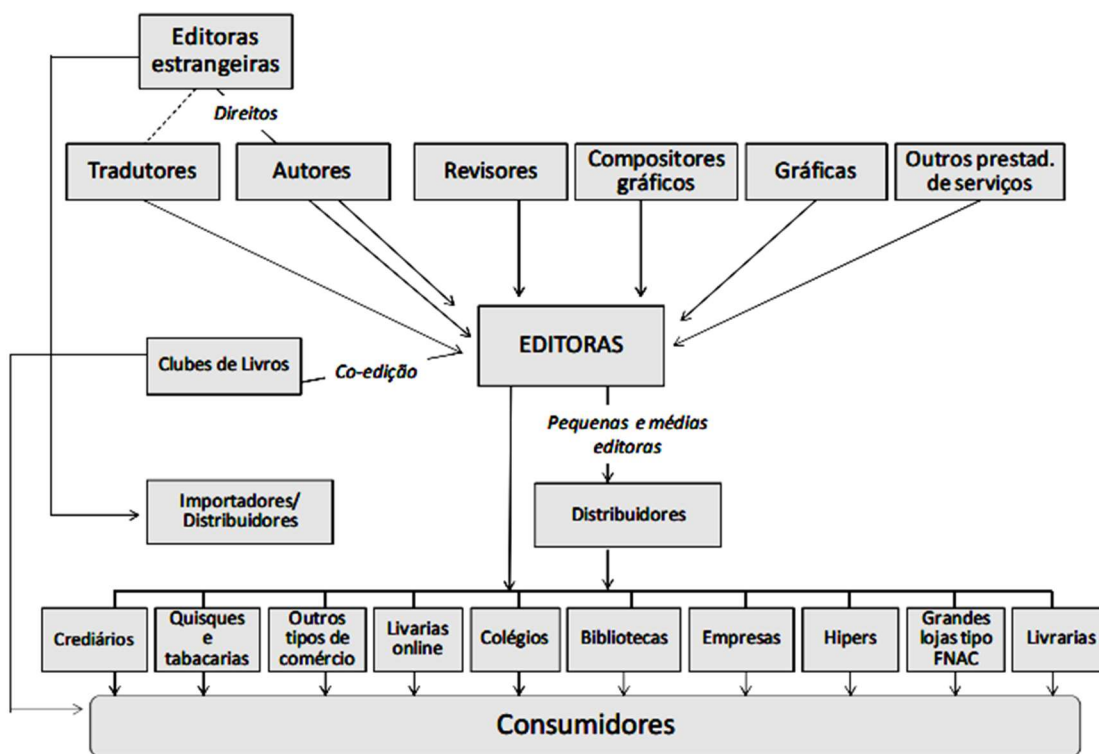 Editoras
estrangeiras
Direitos
Tradutores
Autores
Revisores
Compositores
gráficos
Gráficas
Outros prestad.
de serviços
EDITORAS
Clubes de Livros
Co-edição
Pequenas e médias
editoras
Importadores/
Distribuidores
Distribuidores
Crediários
Quisques e
tabacarias
Outros
tipos de
comércio
Livarias
online
Colégios
Bibliotecas
Empresas
Hipers
Grandes
lojas tipo
FNAC
Livrarias
Consumidores